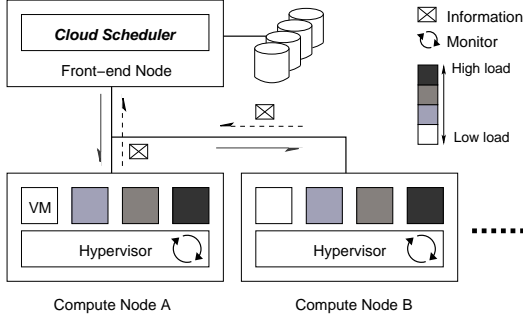 Cloud Scheduler
Front−end Node
Information
Monitor
High load
Low load
VM
Hypervisor
Hypervisor
Compute Node A
Compute Node B